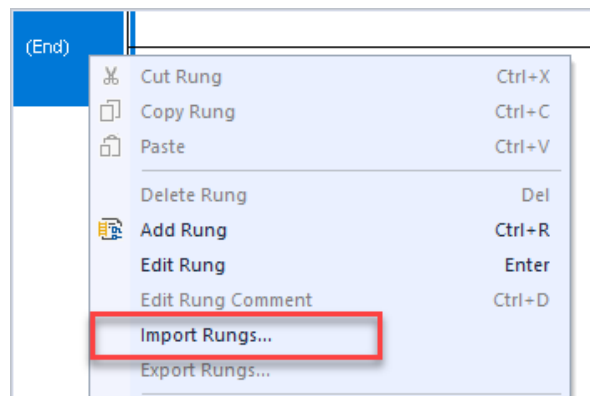 (End)
Cut Rung Ctrl+X
Copy Rung Ctrl+C
Paste Ctrl+V
Delete Rung Del
Add Rung Ctrl+R
Edit Rung Enter
Edit Rung Comment Ctrl+D
Import Rungs...
Export Rungs...